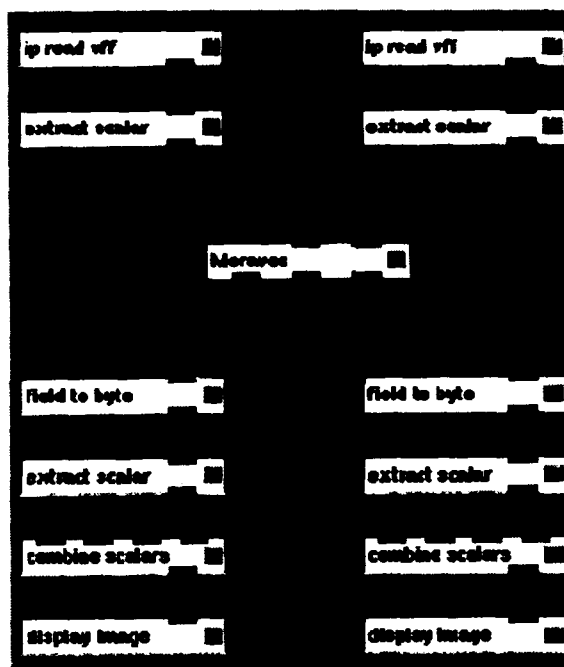 ip read vff ip read vff
extract scalar extract scalar
Moravec
field to byte field to byte
extract scalar extract scalar
combine scalars combine scalars
display image display image